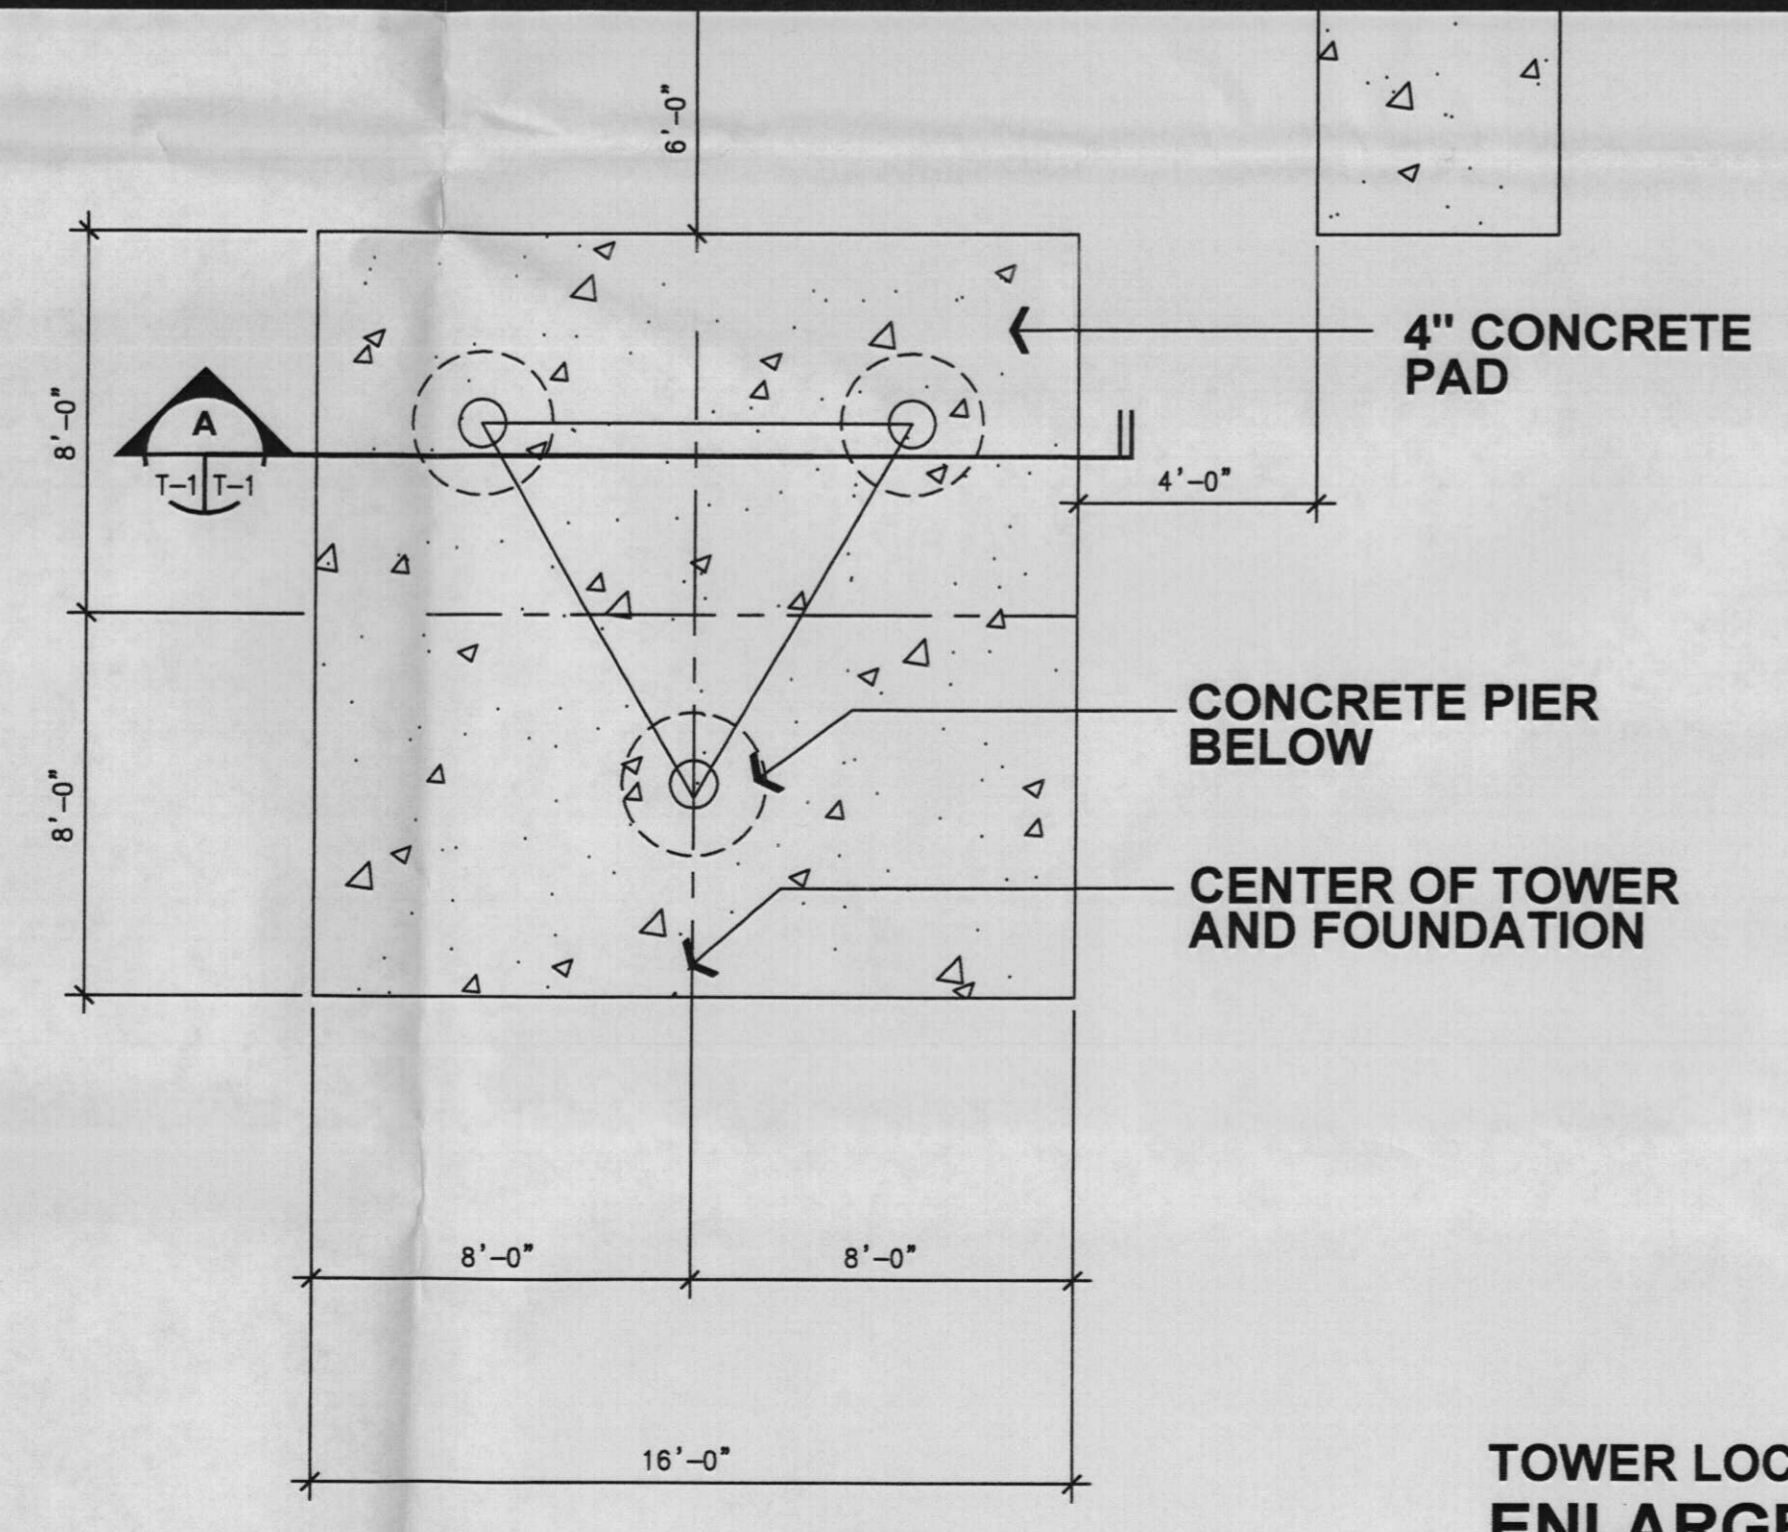 6'-0"
4" CONCRETE
PAD
8'-0"
A
T-1 T-1
4'-0"
CONCRETE PIER
BELOW
8'-0"
CENTER OF TOWER
AND FOUNDATION
8'-0" 8'-0"
16'-0"
TOWER LOC
ENLARGE